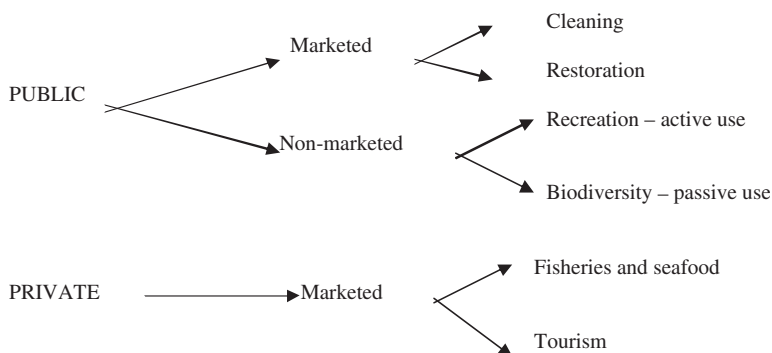 Cleaning
Marketed
Restoration
PUBLIC
Recreation – active use
Non-marketed
Biodiversity – passive use
Fisheries and seafood
PRIVATE
Marketed
Tourism